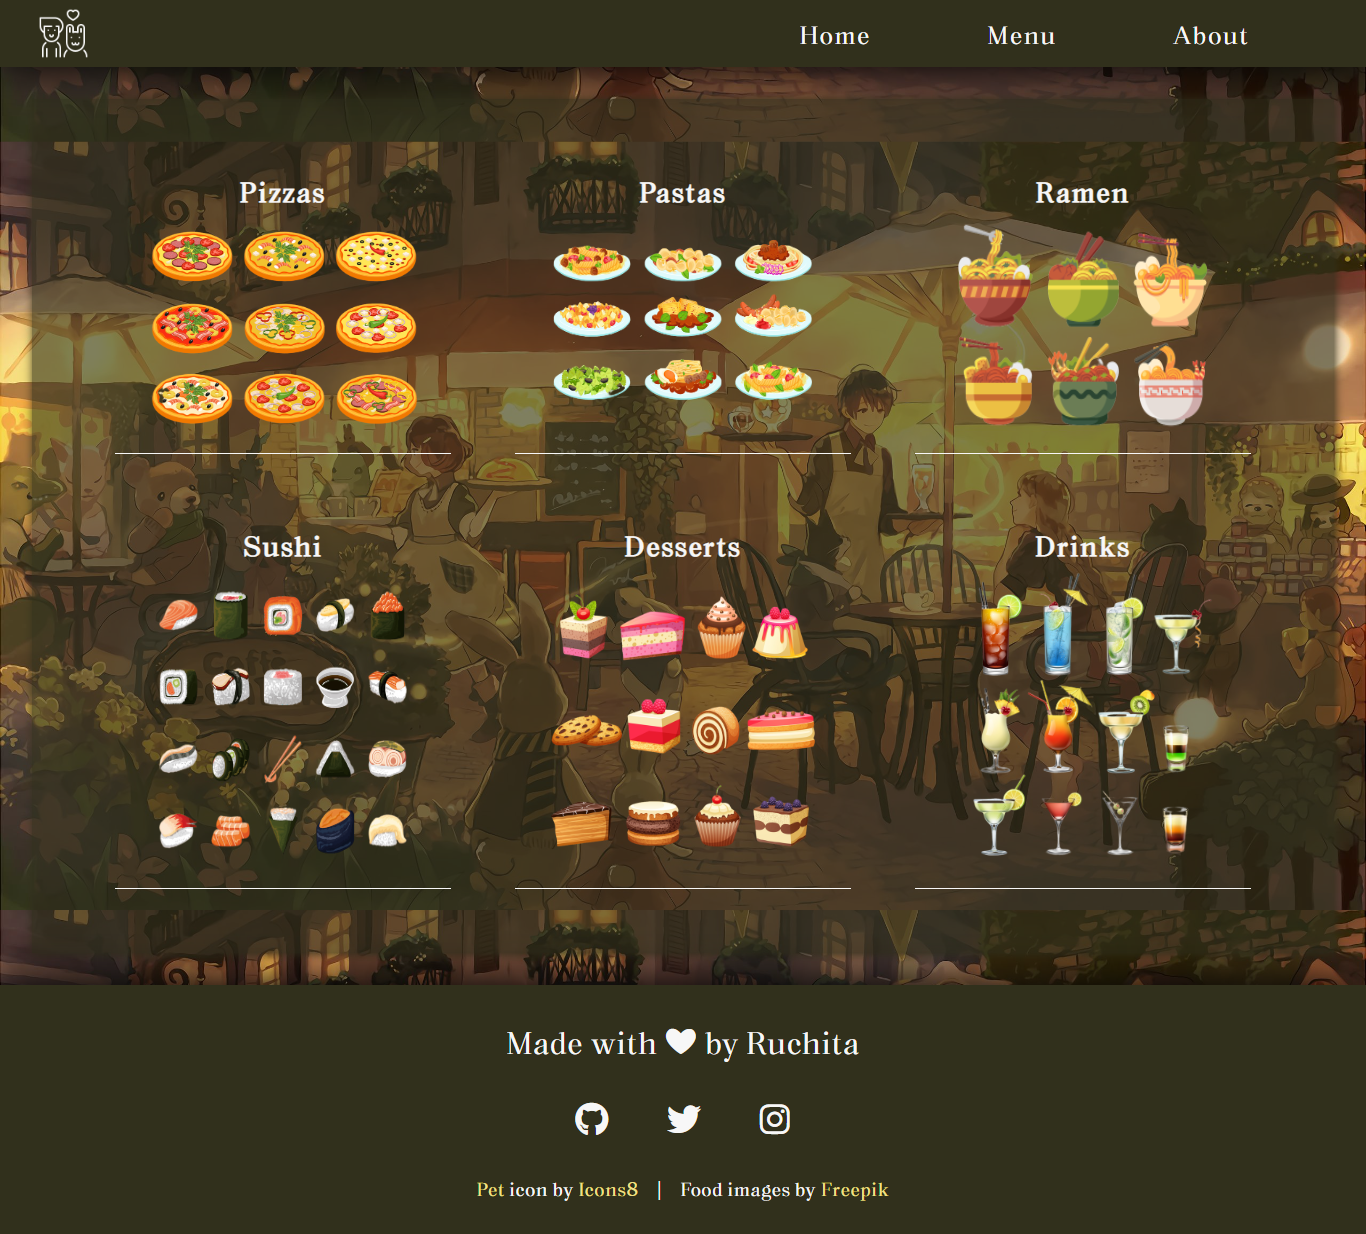 Home Menu About
Pizzas Pastas Ramen
Sushi Desserts Drinks
Made with by Ruchita
Pet icon by Icons8 | Food images by Freepik